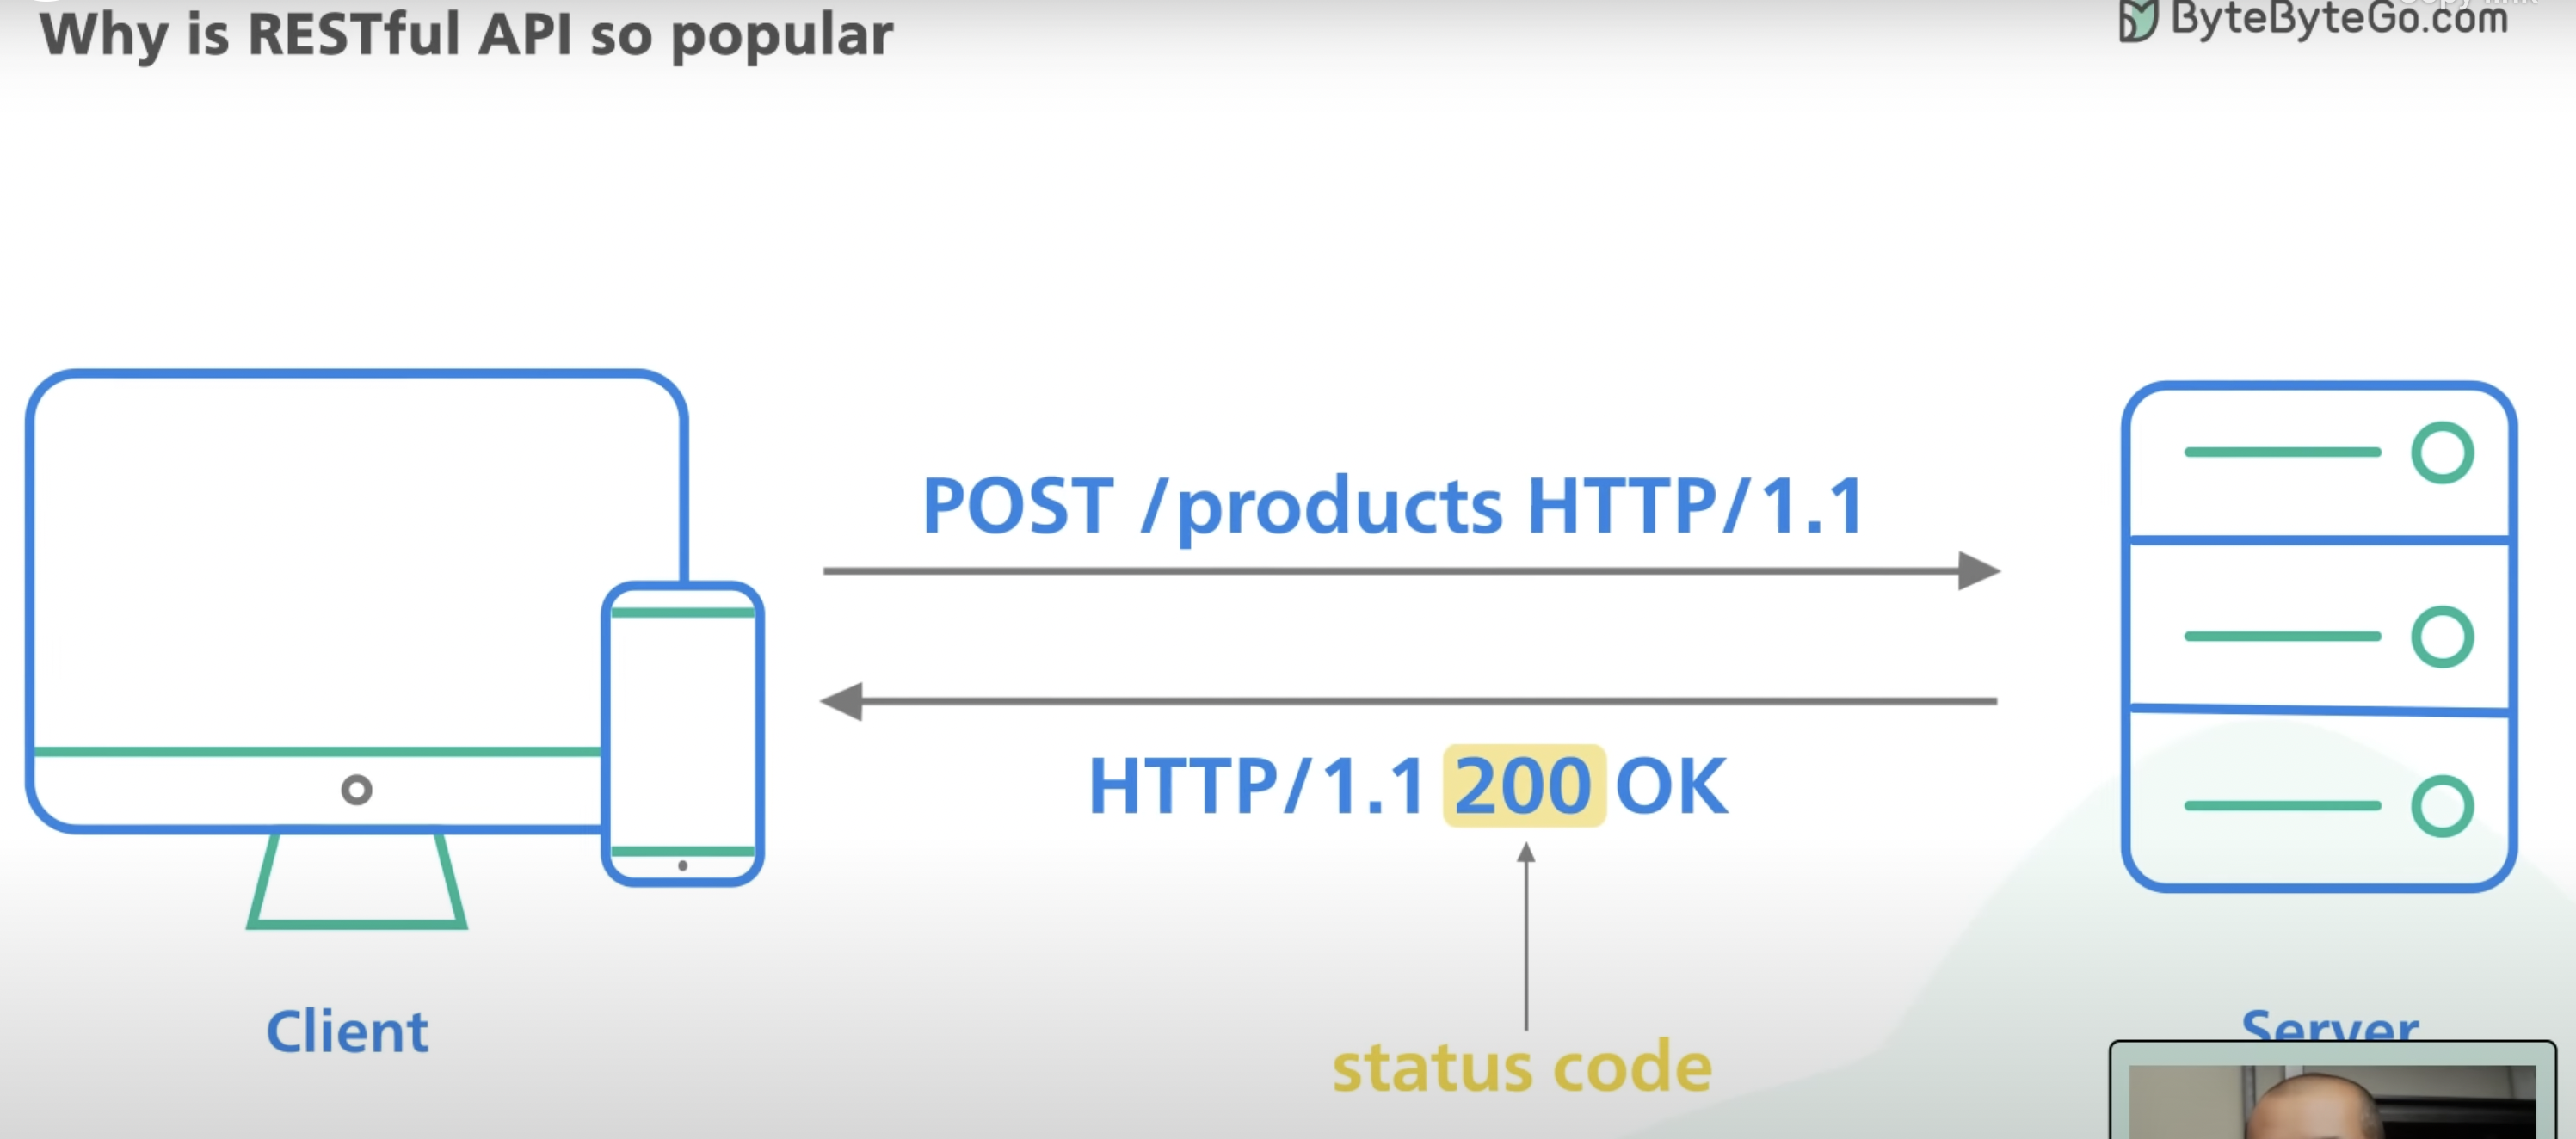 Why is RESTful API so popular
ByteByteGo.com
POST /products HTTP/1.1
HTTP/1.1 200 OK
status code
Client
Server